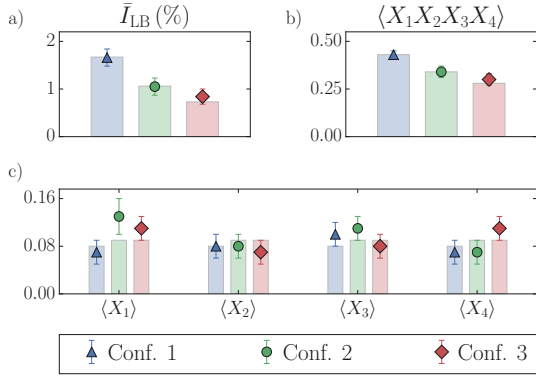 a) Ī_LB (%)
2
1
0
b) ⟨X₁X₂X₃X₄⟩
0.50
0.25
0.00
c)
0.16
0.08
0.00
⟨X₁⟩ ⟨X₂⟩ ⟨X₃⟩ ⟨X₄⟩
Conf. 1 Conf. 2 Conf. 3